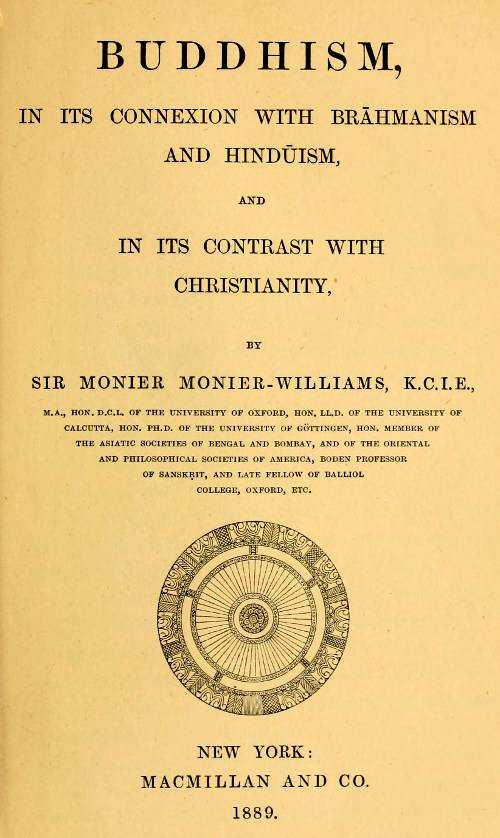 BUDDHISM,
IN ITS CONNEXION WITH BRĀHMANISM
AND HINDŪISM,
AND
IN ITS CONTRAST WITH
CHRISTIANITY,
BY
SIR MONIER MONIER-WILLIAMS, K.C.I.E.,
M.A., HON. D.C.L. OF THE UNIVERSITY OF OXFORD, HON. LL.D. OF THE UNIVERSITY OF
CALCUTTA, HON. PH.D. OF THE UNIVERSITY OF GÖTTINGEN, HON. MEMBER OF
THE ASIATIC SOCIETIES OF BENGAL AND BOMBAY, AND OF THE ORIENTAL
AND PHILOSOPHICAL SOCIETIES OF AMERICA, BODEN PROFESSOR
OF SANSKṚIT, AND LATE FELLOW OF BALLIOL
COLLEGE, OXFORD, ETC.
NEW YORK:
MACMILLAN AND CO.
1889.